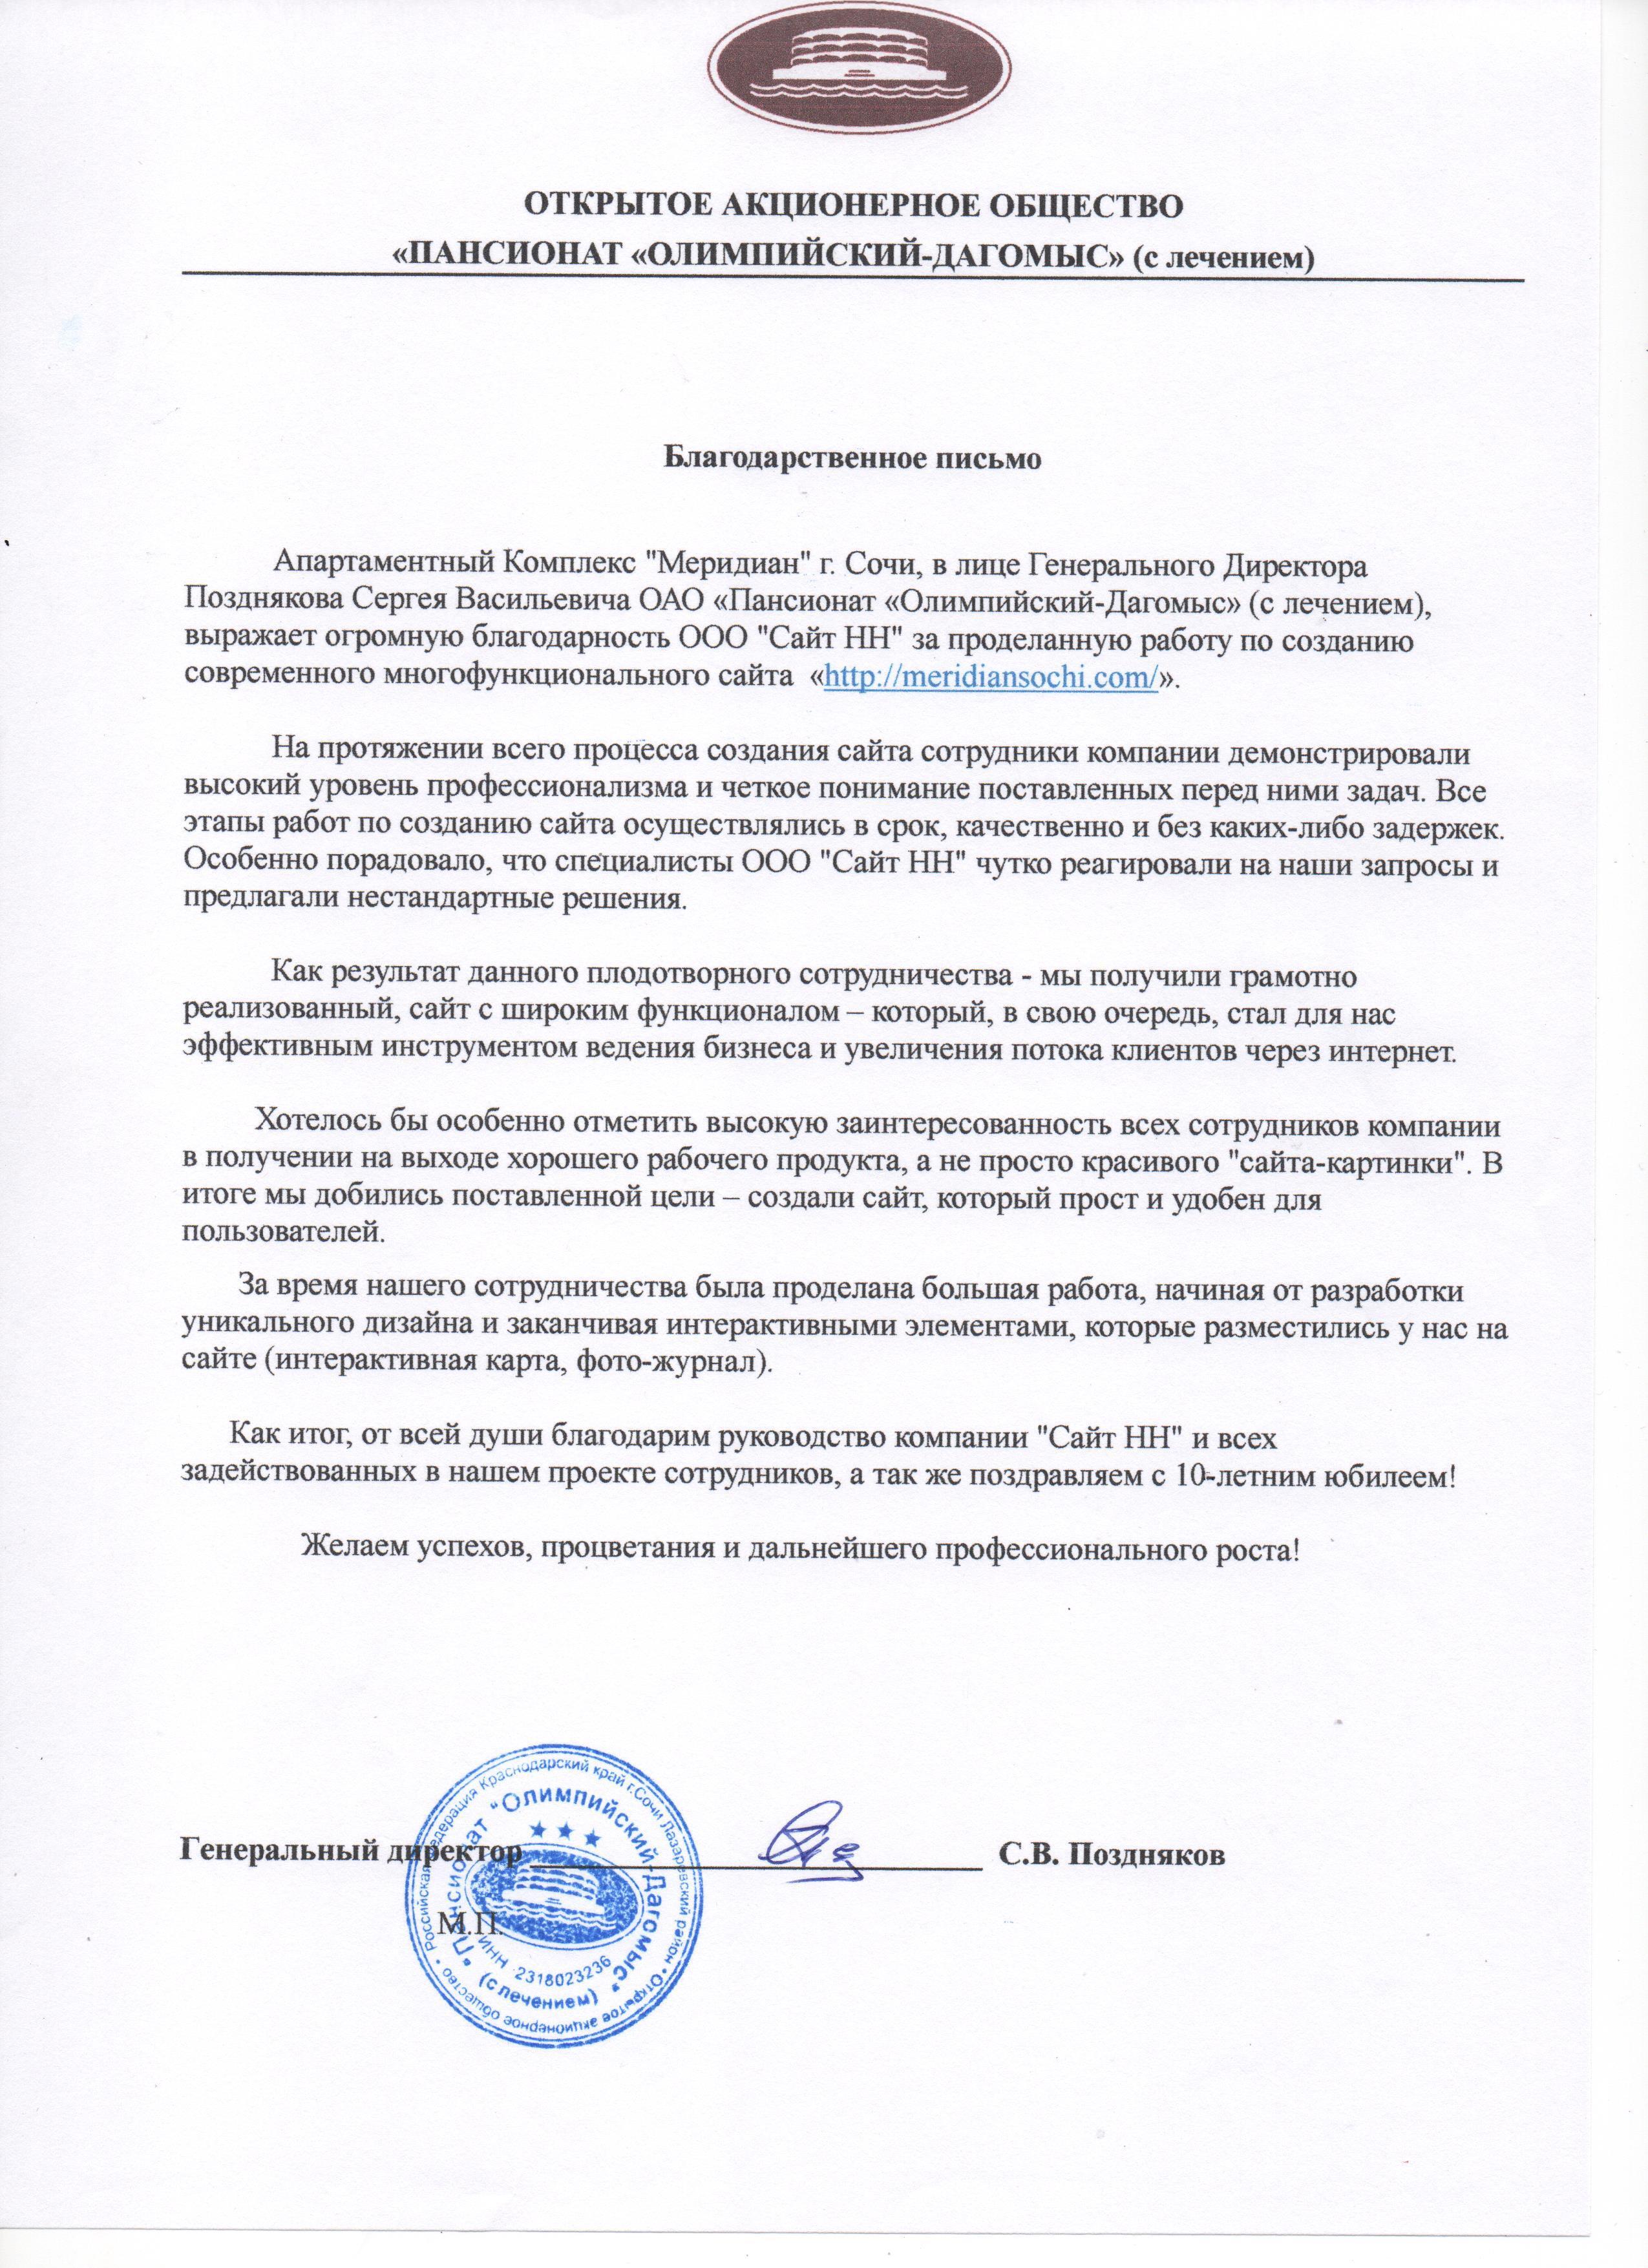 ОТКРЫТОЕ АКЦИОНЕРНОЕ ОБЩЕСТВО
«ПАНСИОНАТ «ОЛИМПИЙСКИЙ-ДАГОМЫС» (с лечением)
Благодарственное письмо
Апартаментный Комплекс "Меридиан" г. Сочи, в лице Генерального Директора
Позднякова Сергея Васильевича ОАО «Пансионат «Олимпийский-Дагомыс» (с лечением),
выражает огромную благодарность ООО "Сайт НН" за проделанную работу по созданию
современного многофункционального сайта «http://meridiansochi.com/».
На протяжении всего процесса создания сайта сотрудники компании демонстрировали
высокий уровень профессионализма и четкое понимание поставленных перед ними задач. Все
этапы работ по созданию сайта осуществлялись в срок, качественно и без каких-либо задержек.
Особенно порадовало, что специалисты ООО "Сайт НН" чутко реагировали на наши запросы и
предлагали нестандартные решения.
Как результат данного плодотворного сотрудничества - мы получили грамотно
реализованный, сайт с широким функционалом – который, в свою очередь, стал для нас
эффективным инструментом ведения бизнеса и увеличения потока клиентов через интернет.
Хотелось бы особенно отметить высокую заинтересованность всех сотрудников компании
в получении на выходе хорошего рабочего продукта, а не просто красивого "сайта-картинки". В
итоге мы добились поставленной цели – создали сайт, который прост и удобен для
пользователей.
За время нашего сотрудничества была проделана большая работа, начиная от разработки
уникального дизайна и заканчивая интерактивными элементами, которые разместились у нас на
сайте (интерактивная карта, фото-журнал).
Как итог, от всей души благодарим руководство компании "Сайт НН" и всех
задействованных в нашем проекте сотрудников, а так же поздравляем с 10-летним юбилеем!
Желаем успехов, процветания и дальнейшего профессионального роста!
Генеральный директор С.В. Поздняков
М.П.
Российская Федерация Краснодарский край г.Сочи Лазаревский район • Открытое акционерное общество •
"Пансионат "Олимпийский-Дагомыс"
ИНН 2318023236
(с лечением)